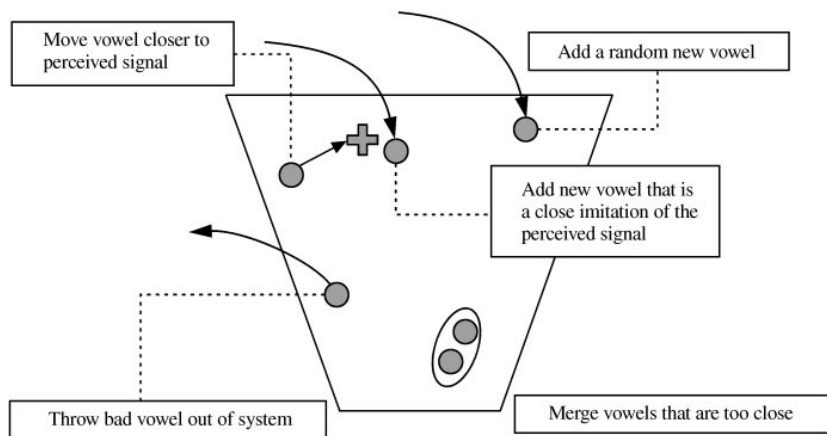 Move vowel closer to
perceived signal
Add a random new vowel
Add new vowel that is
a close imitation of the
perceived signal
Throw bad vowel out of system
Merge vowels that are too close